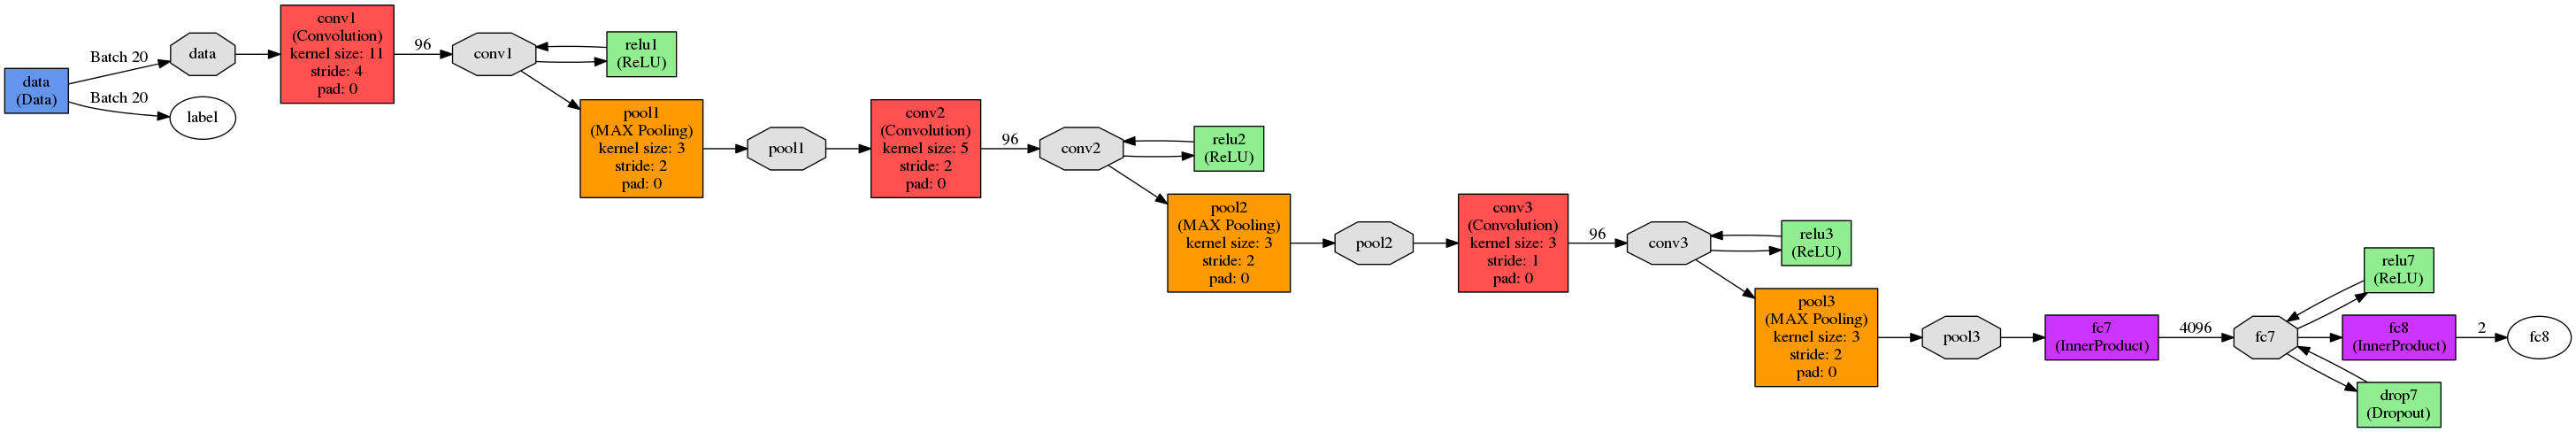 data
(Data)
Batch 20
Batch 20
data
label
conv1
(Convolution)
kernel size: 11
stride: 4
pad: 0
96
conv1
relu1
(ReLU)
pool1
(MAX Pooling)
kernel size: 3
stride: 2
pad: 0
pool1
conv2
(Convolution)
kernel size: 5
stride: 2
pad: 0
96
conv2
relu2
(ReLU)
pool2
(MAX Pooling)
kernel size: 3
stride: 2
pad: 0
pool2
conv3
(Convolution)
kernel size: 3
stride: 1
pad: 0
96
conv3
relu3
(ReLU)
pool3
(MAX Pooling)
kernel size: 3
stride: 2
pad: 0
pool3
fc7
(InnerProduct)
4096
fc7
relu7
(ReLU)
fc8
(InnerProduct)
2
fc8
drop7
(Dropout)